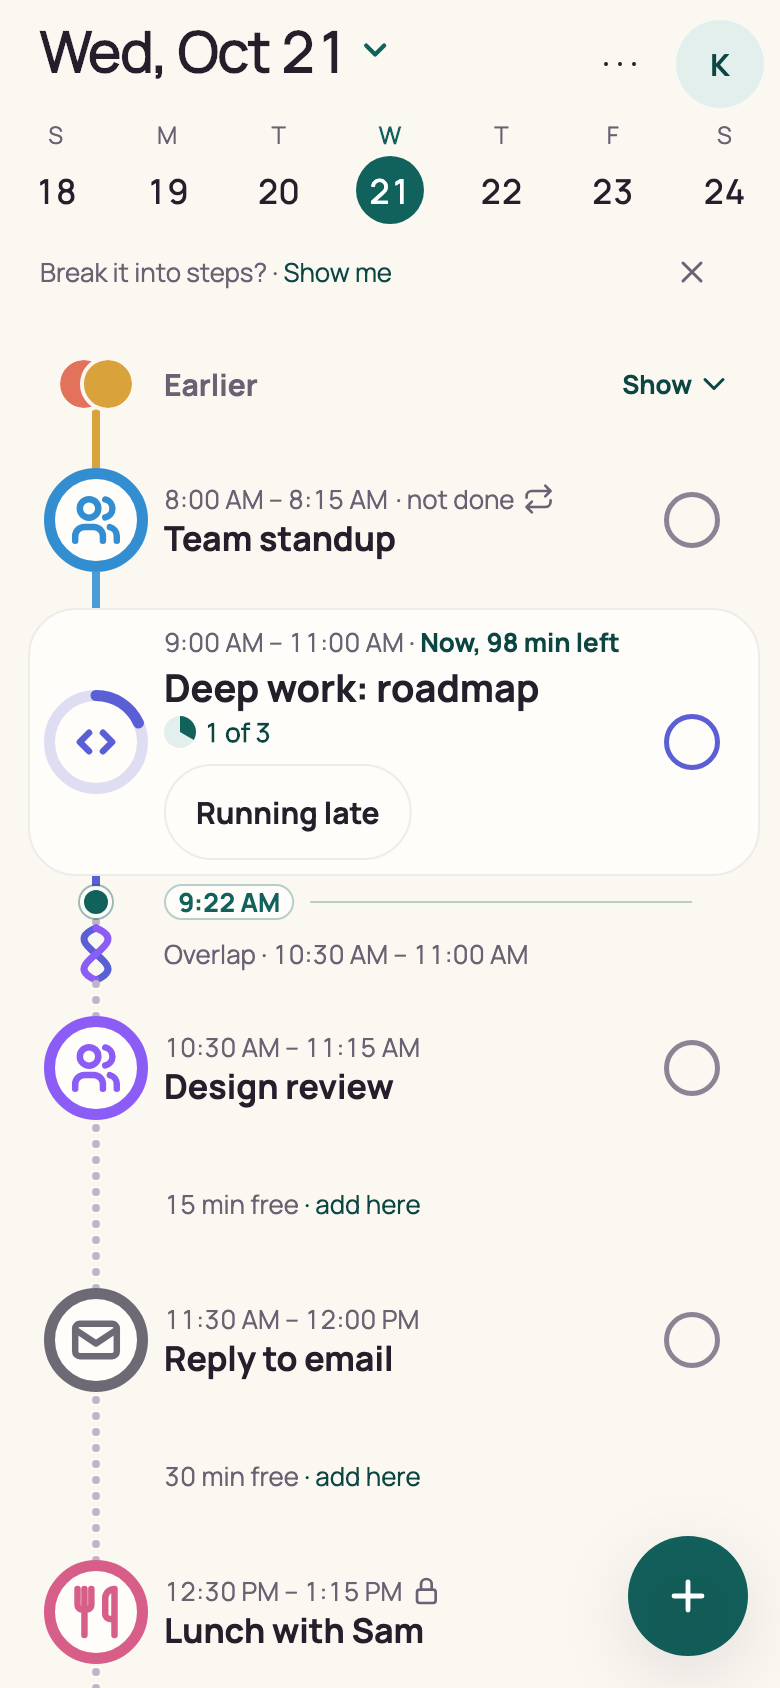 Wed, Oct 21
...
K
S M T W T F S
18 19 20 21 22 23 24
Break it into steps? · Show me
Earlier
Show
8:00 AM – 8:15 AM · not done
Team standup
9:00 AM – 11:00 AM · Now, 98 min left
Deep work: roadmap
1 of 3
Running late
9:22 AM
Overlap · 10:30 AM – 11:00 AM
10:30 AM – 11:15 AM
Design review
15 min free · add here
11:30 AM – 12:00 PM
Reply to email
30 min free · add here
12:30 PM – 1:15 PM
Lunch with Sam